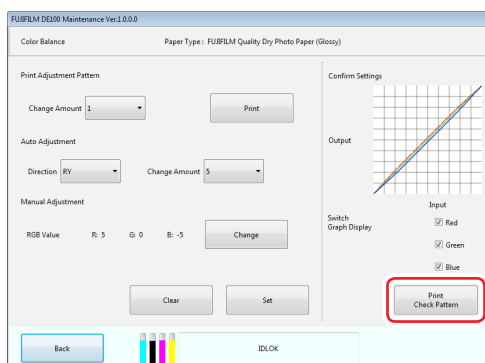 FUJIFILM DE100 Maintenance Ver.1.0.0.0
Color Balance
Paper Type : FUJIFILM Quality Dry Photo Paper (Glossy)
Print Adjustment Pattern
Change Amount 1
Print
Auto Adjustment
Direction RY
Change Amount 5
Manual Adjustment
RGB Value R: 5 G: 0 B: -5
Change
Clear
Set
Confirm Settings
Output
Input
Switch
Graph Display
Red
Green
Blue
Print
Check Pattern
Back
IDLOK